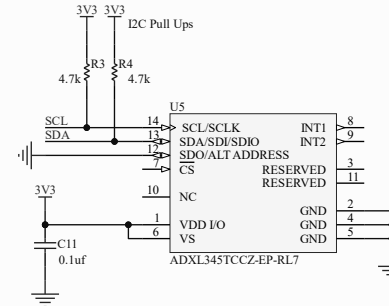 3V3 3V3
I2C Pull Ups
R3 R4
4.7k 4.7k
U5
SCL 14 SCL/SCLK INT1 8
SDA 13 SDA/SDI/SDIO INT2 9
12 SDO/ALT ADDRESS
7 CS RESERVED 3
RESERVED 11
10 NC
3V3
GND 2
1 VDD I/O GND 4
6 VS GND 5
C11
0.1uf
ADXL345TCCZ-EP-RL7